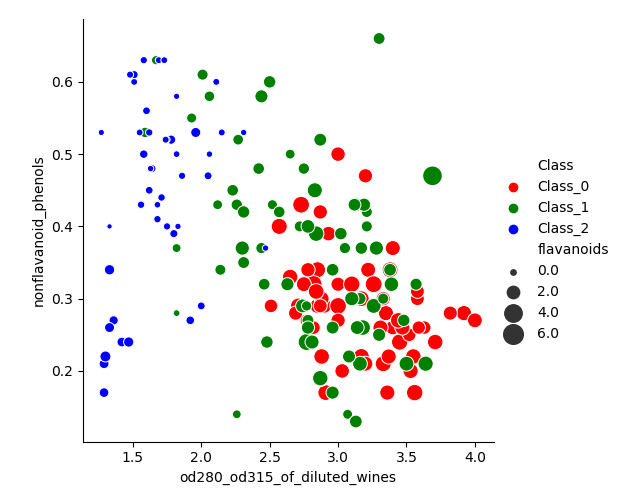 0.6
0.5
0.4
0.3
0.2
nonflavanoid_phenols
1.5 2.0 2.5 3.0 3.5 4.0
od280_od315_of_diluted_wines
Class
Class_0
Class_1
Class_2
flavanoids
0.0
2.0
4.0
6.0